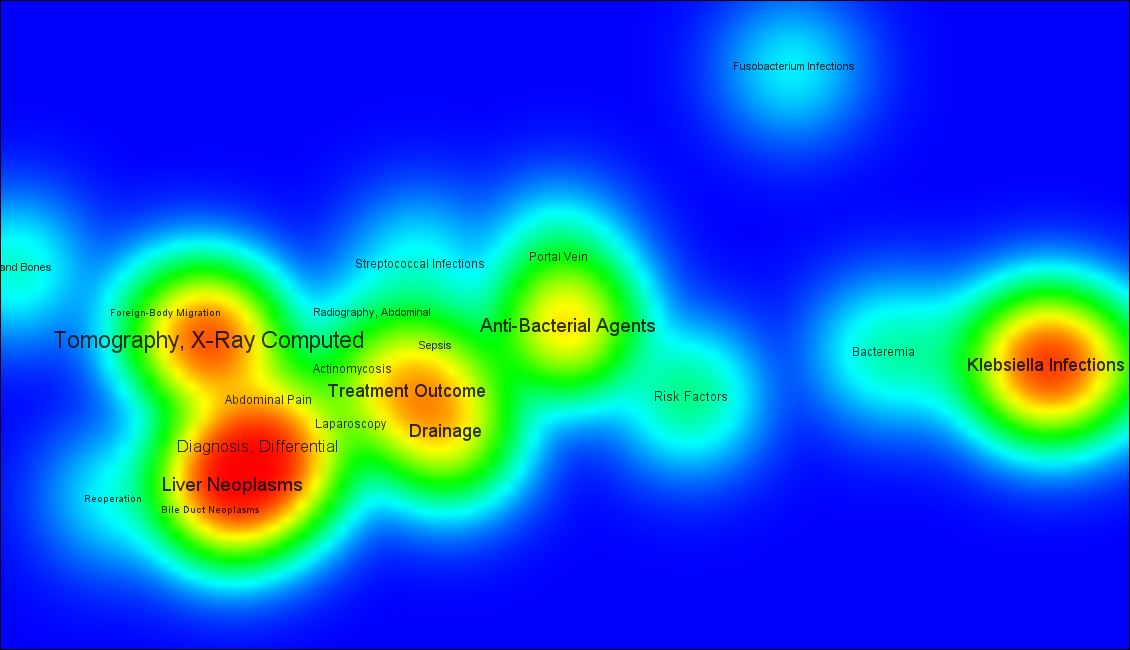 Fusobacterium Infections
Portal Vein
Streptococcal Infections
and Bones
Foreign-Body Migration
Radiography, Abdominal
Anti-Bacterial Agents
Tomography, X-Ray Computed
Sepsis
Bacteremia
Klebsiella Infections
Actinomycosis
Treatment Outcome
Risk Factors
Abdominal Pain
Laparoscopy
Drainage
Diagnosis, Differential
Liver Neoplasms
Reoperation
Bile Duct Neoplasms